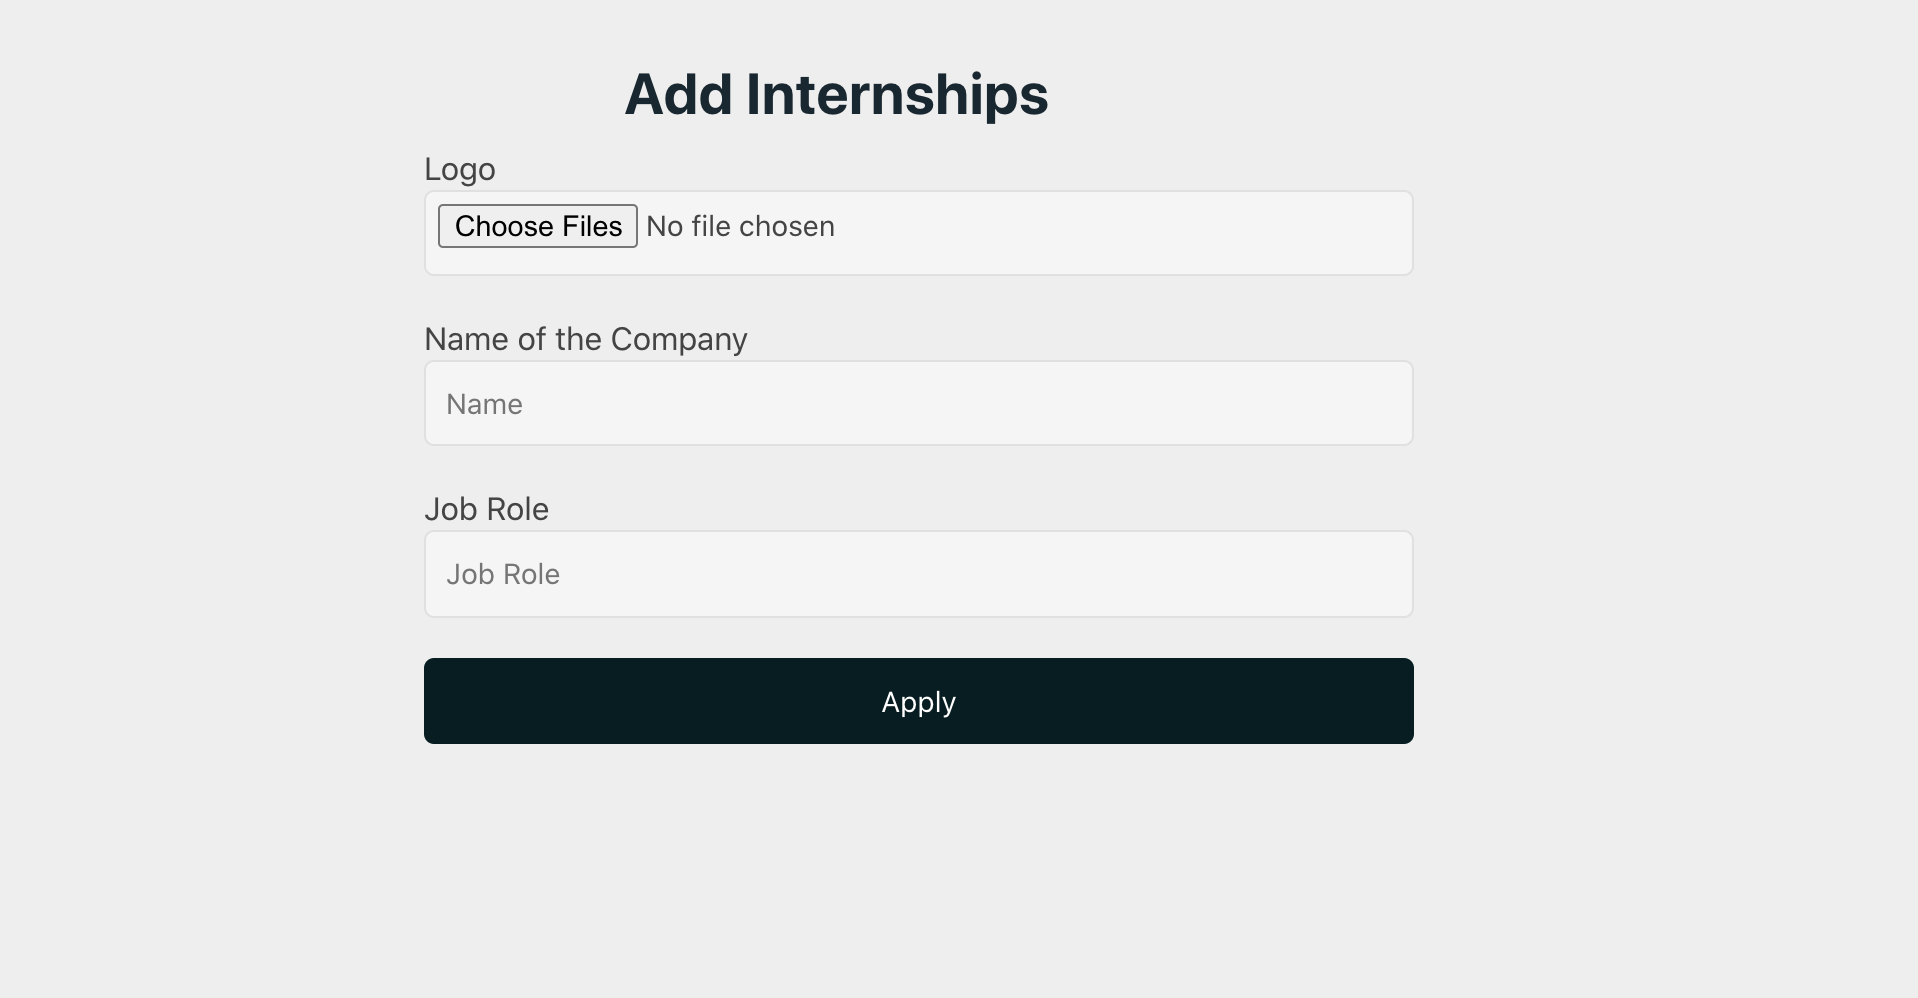 Add Internships
Logo
Choose Files No file chosen
Name of the Company
Name
Job Role
Job Role
Apply